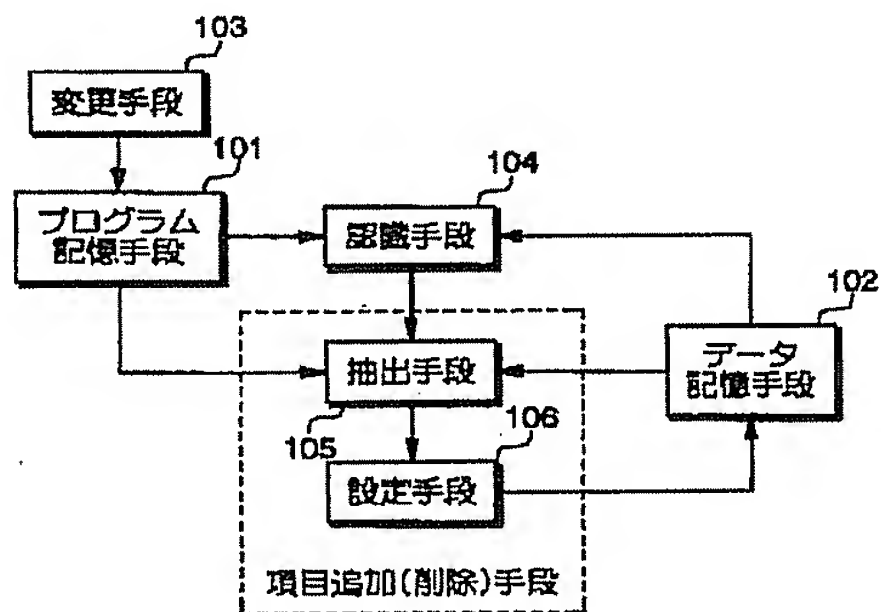 103
変更手段
101
プログラム
記憶手段
104
認識手段
102
データ
記憶手段
抽出手段
105
106
設定手段
項目追加(削除)手段